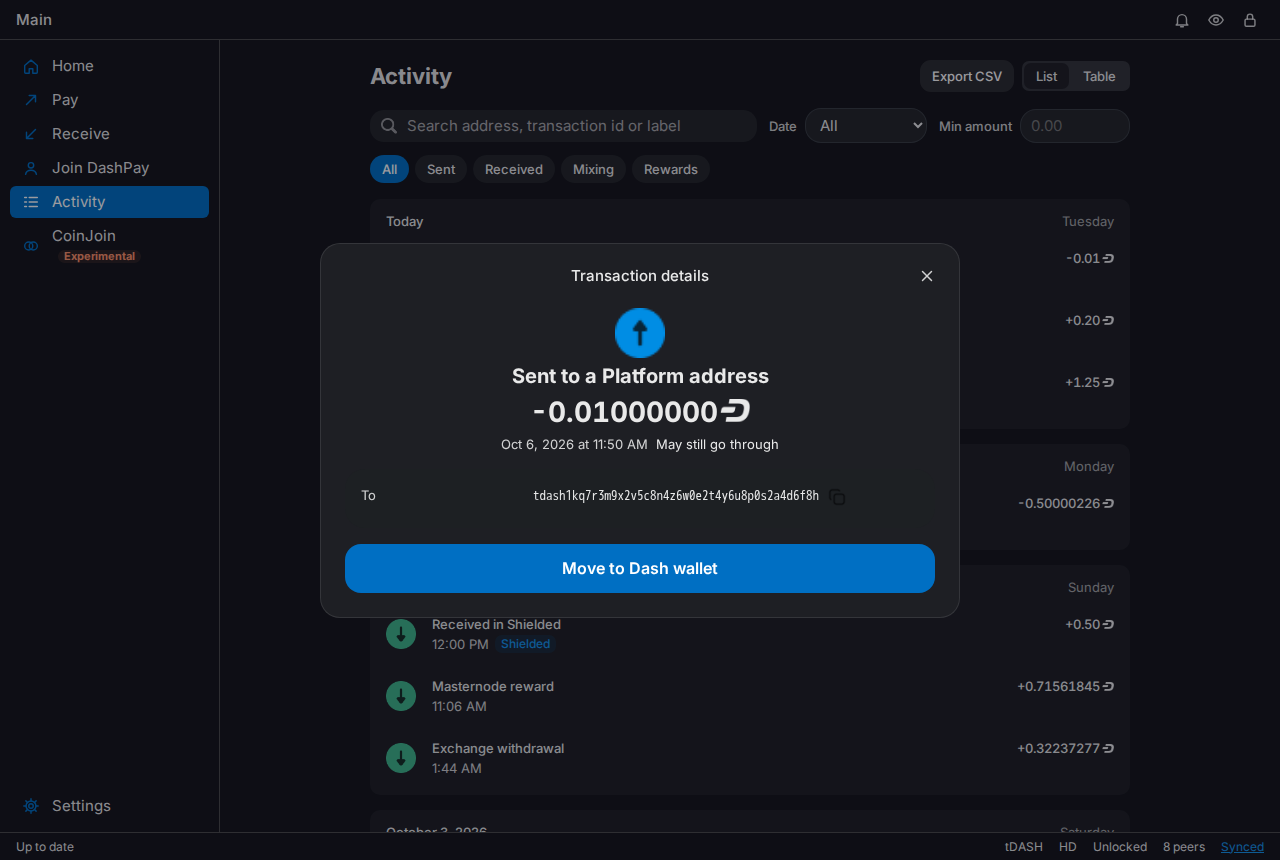 Main
Home
Pay
Receive
Join DashPay
Activity
CoinJoin
Experimental
Settings
Activity
Export CSV
List
Table
Search address, transaction id or label
Date
All
Min amount
0.00
All
Sent
Received
Mixing
Rewards
Today
Tuesday
-0.01
+0.20
+1.25
Monday
-0.50000226
Sunday
Transaction details
Sent to a Platform address
-0.01000000
Oct 6, 2026 at 11:50 AM May still go through
To
tdash1kq7r3m9x2v5c8n4z6w0e2t4y6u8p0s2a4d6f8h
Move to Dash wallet
Received in Shielded
+0.50
12:00 PM Shielded
Masternode reward
+0.71561845
11:06 AM
Exchange withdrawal
+0.32237277
1:44 AM
October 3, 2026
Saturday
Up to date
tDASH
HD
Unlocked
8 peers
Synced